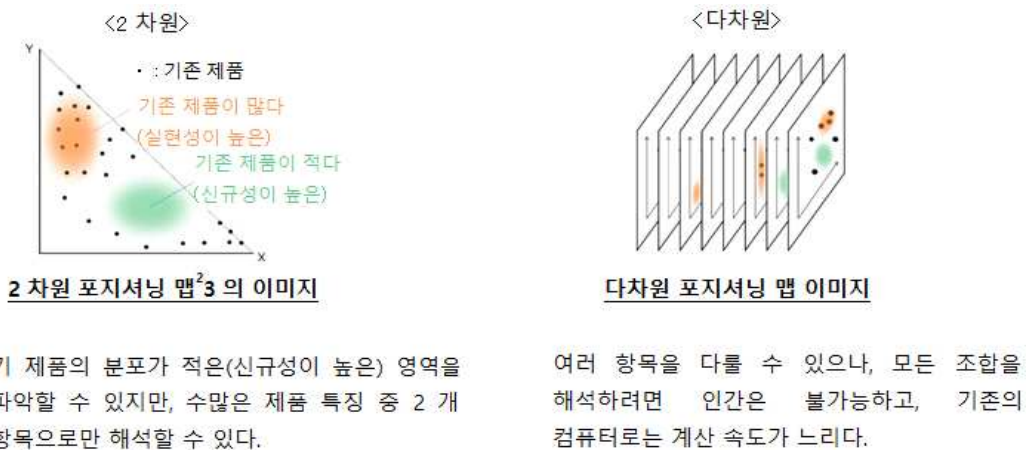 <2 차원>
Y
· : 기존 제품
기존 제품이 많다
(실현성이 높은)
기존 제품이 적다
(신규성이 높은)
X
2 차원 포지셔닝 맵²3 의 이미지
제품의 분포가 적은(신규성이 높은) 영역을
파악할 수 있지만, 수많은 제품 특징 중 2 개
항목으로만 해석할 수 있다.
<다차원>
다차원 포지셔닝 맵 이미지
여러 항목을 다룰 수 있으나, 모든 조합을
해석하려면 인간은 불가능하고, 기존의
컴퓨터로는 계산 속도가 느리다.